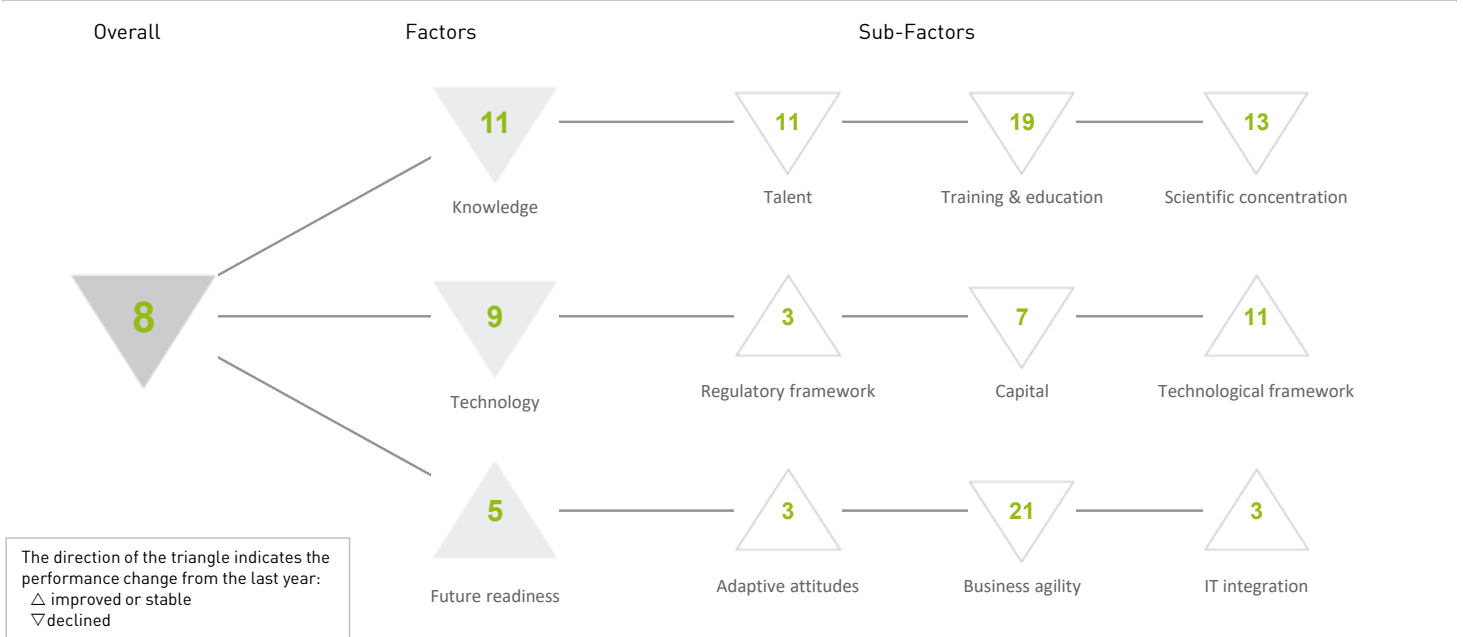 Overall Factors Sub-Factors
11 11 19 13
Knowledge Talent Training & education Scientific concentration
8 9 3 7 11
Technology Regulatory framework Capital Technological framework
5 3 21 3
Future readiness Adaptive attitudes Business agility IT integration
The direction of the triangle indicates the
performance change from the last year:
△ improved or stable
▽declined